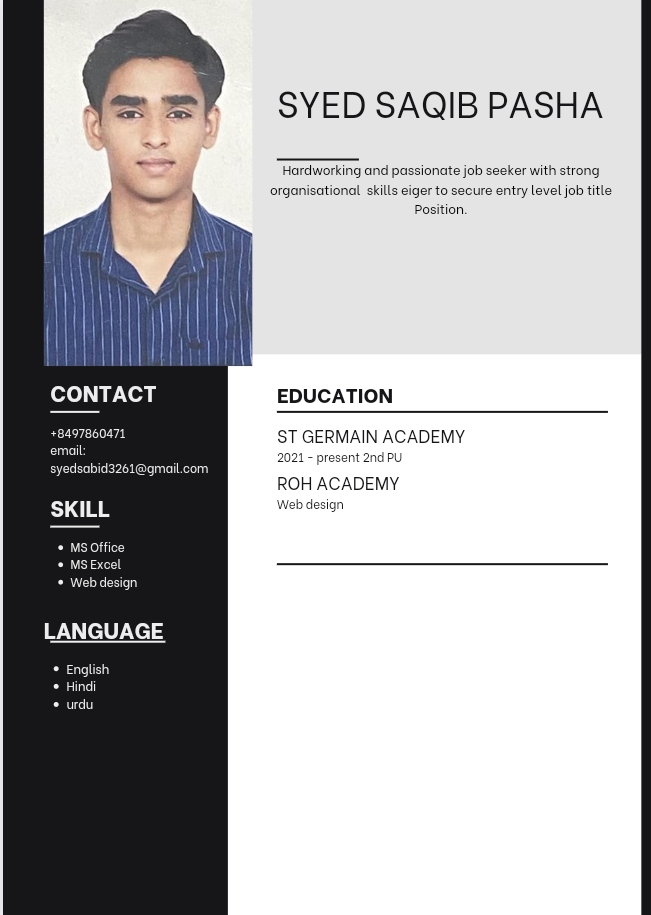 SYED SAQIB PASHA
Hardworking and passionate job seeker with strong
organisational skills eiger to secure entry level job title
Position.
CONTACT
+8497860471
email:
syedsabid3261@gmail.com
SKILL
MS Office
MS Excel
Web design
LANGUAGE
English
Hindi
urdu
EDUCATION
ST GERMAIN ACADEMY
2021 - present 2nd PU
ROH ACADEMY
Web design